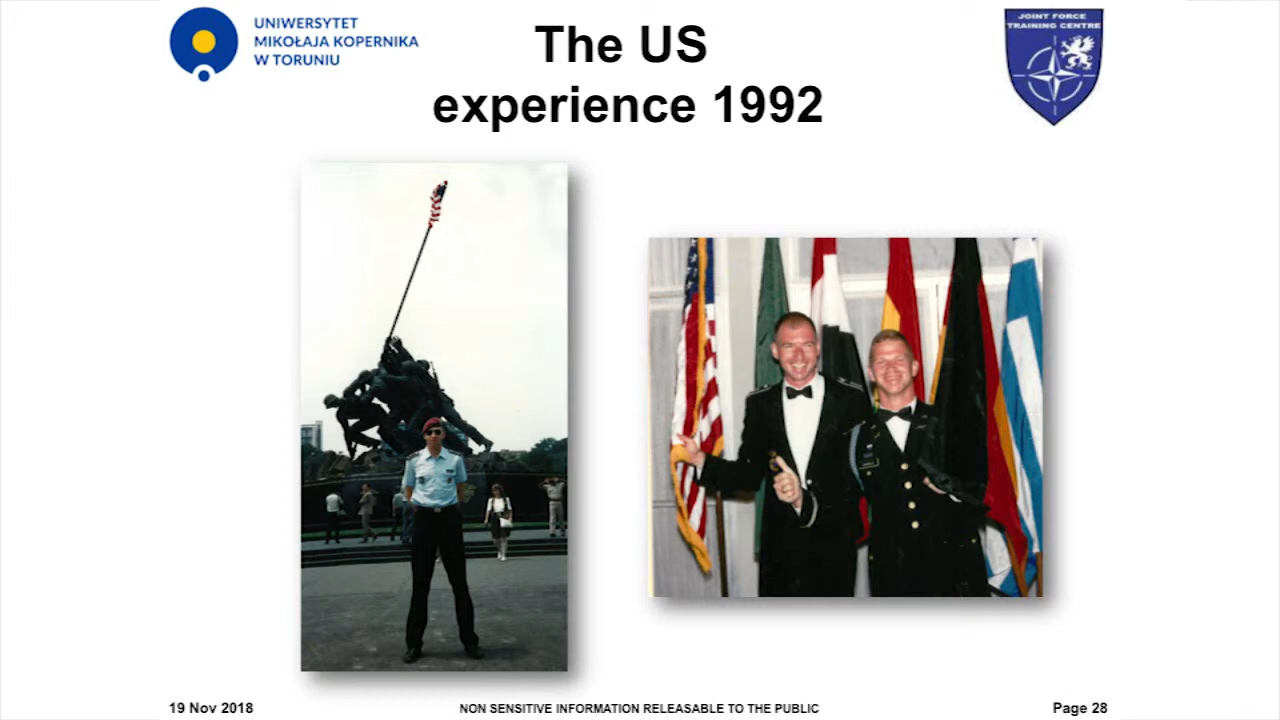 UNIWERSYTET
MIKOŁAJA KOPERNIKA
W TORUNIU
The US
experience 1992
JOINT FORCE
TRAINING CENTRE
19 Nov 2018
NON SENSITIVE INFORMATION RELEASABLE TO THE PUBLIC
Page 28